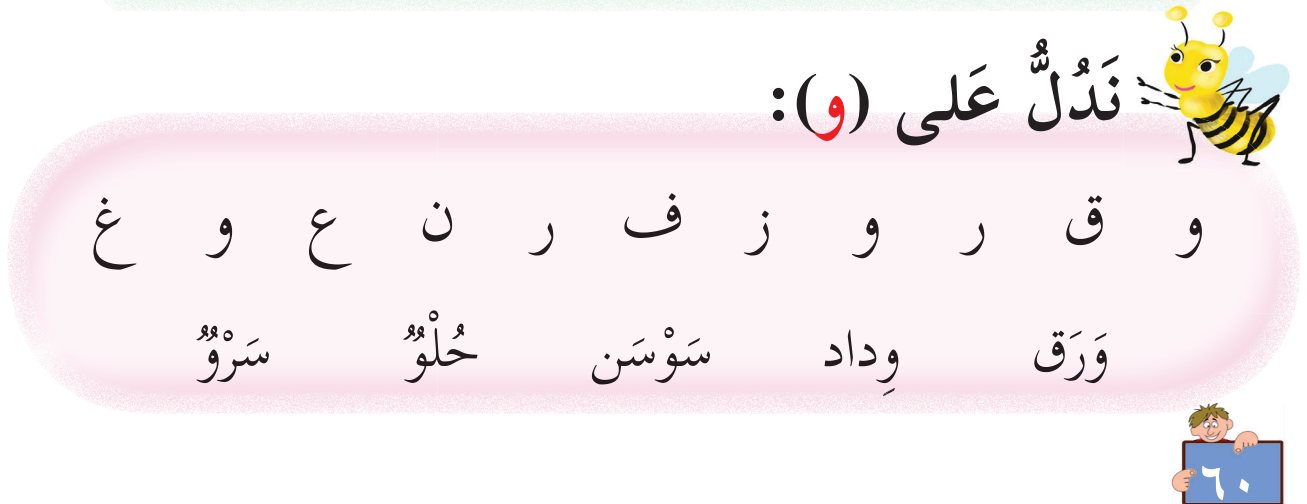 نَدُلُّ عَلى (و):
و ق ر و ز ف ر ن ع و غ
وَرَق وِداد سَوْسَن حُلْوٌ سَرْوٌ
٦٠